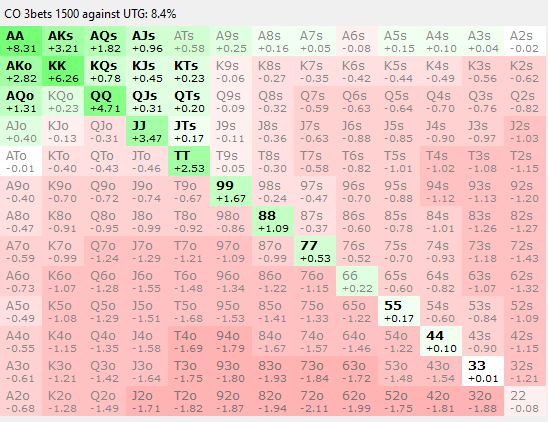 CO 3bets 1500 against UTG: 8.4%
AA AKs AQs AJs ATs A9s A8s A7s A6s A5s A4s A3s A2s
+8.31 +3.21 +1.82 +0.96 +0.58 +0.25 +0.16 +0.05 -0.08 +0.15 +0.10 +0.04 -0.02
AKo KK KQs KJs KTs K9s K8s K7s K6s K5s K4s K3s K2s
+2.82 +6.26 +0.78 +0.45 +0.23 -0.06 -0.27 -0.35 -0.42 -0.44 -0.49 -0.56 -0.62
AQo KQo QQ QJs QTs Q9s Q8s Q7s Q6s Q5s Q4s Q3s Q2s
+1.31 +0.23 +4.71 +0.31 +0.20 -0.09 -0.32 -0.59 -0.63 -0.64 -0.70 -0.76 -0.82
AJo KJo QJo JJ JTs J9s J8s J7s J6s J5s J4s J3s J2s
+0.40 -0.13 -0.31 +3.47 +0.17 -0.11 -0.36 -0.63 -0.88 -0.85 -0.90 -0.97 -1.03
ATo KTo QTo JTo TT T9s T8s T7s T6s T5s T4s T3s T2s
-0.01 -0.40 -0.43 -0.46 +2.53 -0.05 -0.30 -0.58 -0.82 -1.01 -1.02 -1.08 -1.15
A9o K9o Q9o J9o T9o 99 98s 97s 96s 95s 94s 93s 92s
-0.40 -0.70 -0.72 -0.74 -0.67 +1.67 -0.24 -0.47 -0.70 -0.88 -1.12 -1.13 -1.20
A8o K8o Q8o J8o T8o 98o 88 87s 86s 85s 84s 83s 82s
-0.47 -0.91 -0.95 -0.99 -0.92 -0.86 +1.09 -0.37 -0.60 -0.78 -1.01 -1.26 -1.27
A7o K7o Q7o J7o T7o 97o 87o 77 76s 75s 74s 73s 72s
-0.59 -0.99 -1.24 -1.29 -1.21 -1.09 -0.99 +0.53 -0.52 -0.70 -0.93 -1.18 -1.43
A6o K6o Q6o J6o T6o 96o 86o 76o 66 65s 64s 63s 62s
-0.73 -1.07 -1.28 -1.55 -1.48 -1.34 -1.22 -1.15 +0.22 -0.60 -0.82 -1.07 -1.32
A5o K5o Q5o J5o T5o 95o 85o 75o 65o 55 54s 53s 52s
-0.49 -1.08 -1.29 -1.51 -1.68 -1.53 -1.41 -1.33 -1.22 +0.17 -0.60 -0.84 -1.09
A4o K4o Q4o J4o T4o 94o 84o 74o 64o 54o 44 43s 42s
-0.55 -1.15 -1.35 -1.58 -1.69 -1.79 -1.67 -1.57 -1.46 -1.22 +0.10 -0.90 -1.15
A3o K3o Q3o J3o T3o 93o 83o 73o 63o 53o 43o 33 32s
-0.61 -1.21 -1.42 -1.64 -1.75 -1.80 -1.93 -1.84 -1.72 -1.48 -1.54 +0.01 -1.21
A2o K2o Q2o J2o T2o 92o 82o 72o 62o 52o 42o 32o 22
-0.68 -1.28 -1.49 -1.71 -1.82 -1.87 -1.94 -2.11 -1.99 -1.75 -1.81 -1.88 -0.08